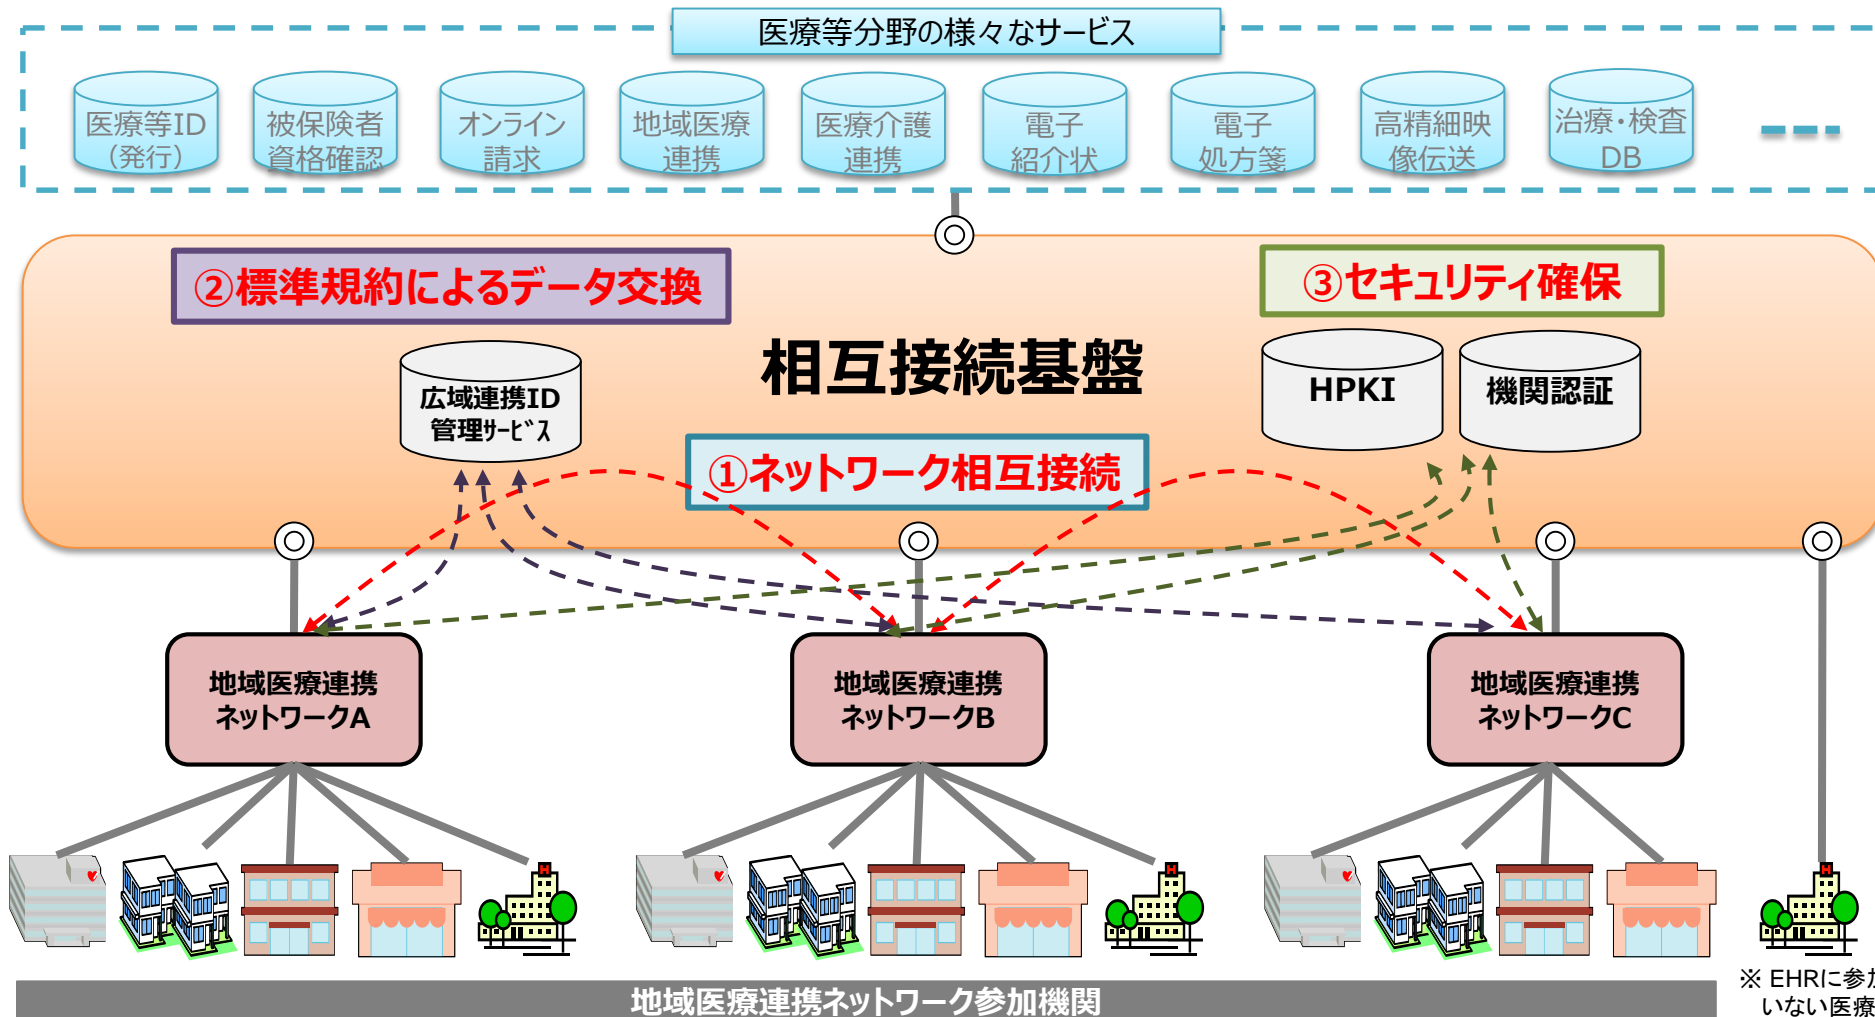 医療等分野の様々なサービス
医療等ID
（発行）
被保険者
資格確認
オンライン
請求
地域医療
連携
医療介護
連携
電子
紹介状
電子
処方箋
高精細映
像伝送
治療・検査
DB
②標準規約によるデータ交換
③セキュリティ確保
相互接続基盤
広域連携ID
管理ｻｰﾋﾞｽ
HPKI
機関認証
①ネットワーク相互接続
地域医療連携
ネットワークA
地域医療連携
ネットワークB
地域医療連携
ネットワークC
H
H
H
地域医療連携ネットワーク参加機関
※ EHRに参加
いない医療